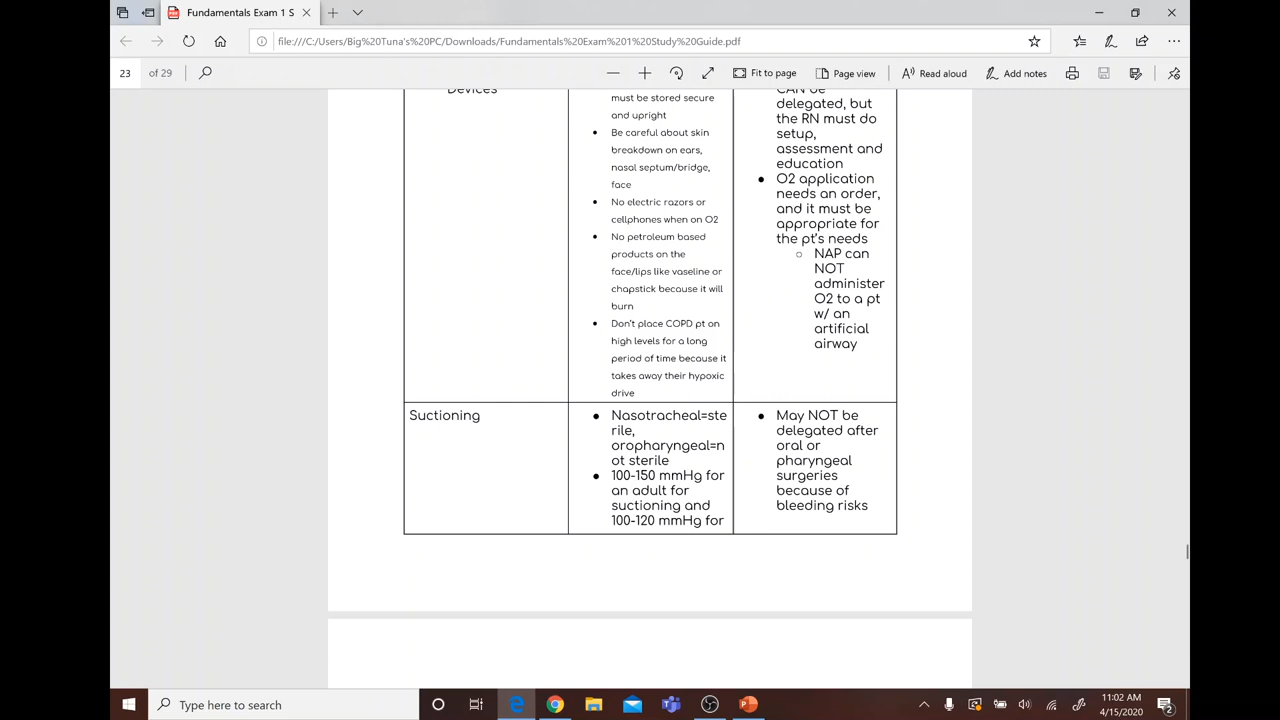 Fundamentals Exam 1 S
file:///C:/Users/Big%20Tuna's%20PC/Downloads/Fundamentals%20Exam%201%20Study%20Guide.pdf
23 of 29
Fit to page
Page view
Read aloud
Add notes
Devices
must be stored secure
and upright
• Be careful about skin
breakdown on ears,
nasal septum/bridge,
face
• No electric razors or
cellphones when on O2
• No petroleum based
products on the
face/lips like vaseline or
chapstick because it will
burn
• Don't place COPD pt on
high levels for a long
period of time because it
takes away their hypoxic
drive
CAN be
delegated, but
the RN must do
setup,
assessment and
education
• O2 application
needs an order,
and it must be
appropriate for
the pt's needs
○ NAP can
NOT
administer
O2 to a pt
w/ an
artificial
airway
Suctioning
• Nasotracheal=ste
rile,
oropharyngeal=n
ot sterile
• 100-150 mmHg for
an adult for
suctioning and
100-120 mmHg for
• May NOT be
delegated after
oral or
pharyngeal
surgeries
because of
bleeding risks
Type here to search
11:02 AM
4/15/2020
2